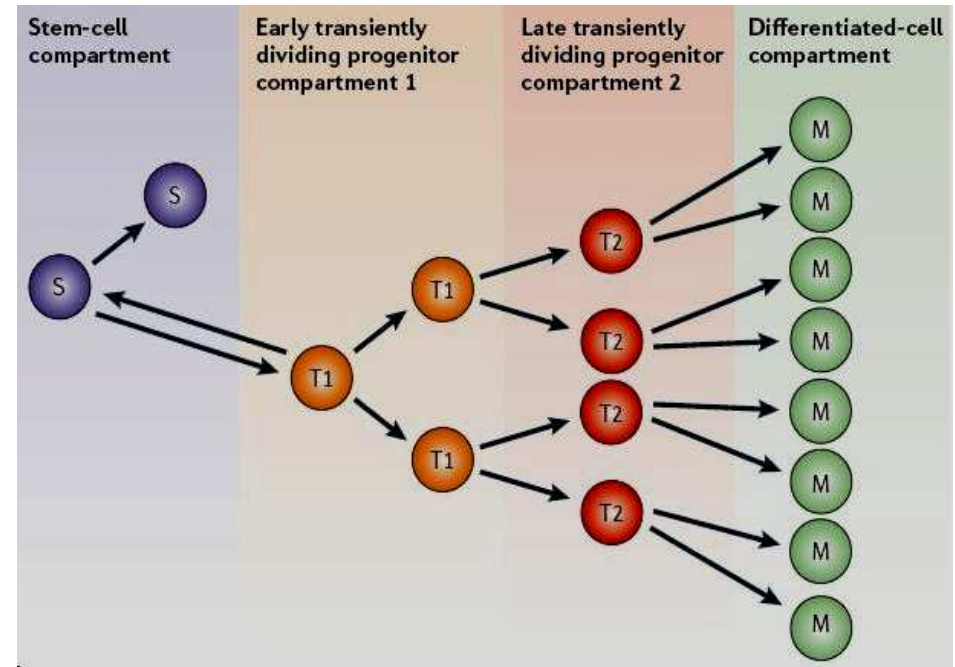 Stem-cell
compartment
Early transiently
dividing progenitor
compartment 1
Late transiently
dividing progenitor
compartment 2
Differentiated-cell
compartment
S
S
T1
T1
T1
T2
T2
T2
T2
M
M
M
M
M
M
M
M